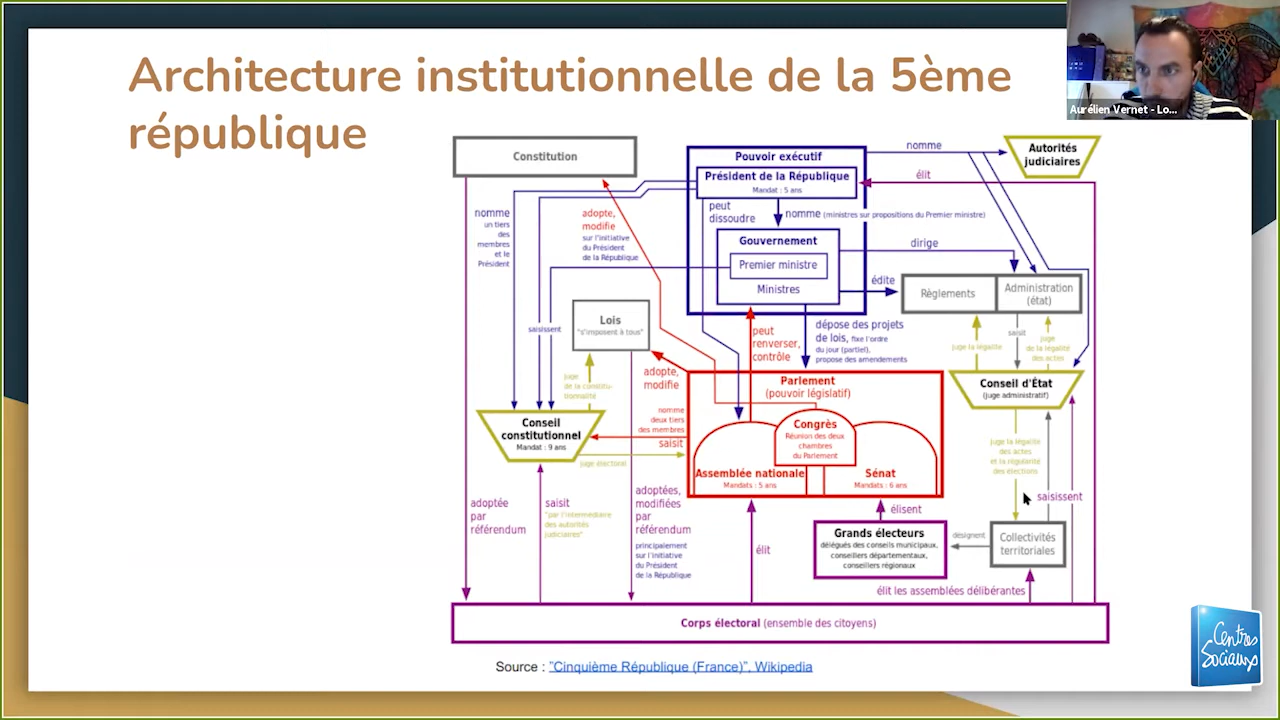 Architecture institutionnelle de la 5ème
république
Aurélien Vernet - Lo...
Constitution
Pouvoir exécutif
Président de la République
Mandat : 5 ans
nomme
Autorités
judiciaires
élit
nomme
un tiers
des
membres
et le
Président
adopte,
modifie
sur l'initiative
du Président
de la République
peut
dissoudre
nomme (ministres sur propositions du Premier ministre)
Gouvernement
Premier ministre
Ministres
dirige
édite
Règlements
Administration
(état)
saisissent
Lois
"s'imposent à tous"
peut
renverser,
contrôle
dépose des projets
de lois, fixe l'ordre
du jour (partiel),
propose des amendements
juge la légalité
saisit
juge
de la légalité
des actes
juge
de la constitu-
tionnalité
adopte,
modifie
Parlement
(pouvoir législatif)
Conseil d'État
(juge administratif)
nomme
deux tiers
des membres
saisit
Conseil
constitutionnel
Mandat : 9 ans
juge électoral
Congrès
Réunion des deux
chambres
du Parlement
Assemblée nationale
Mandats : 5 ans
Sénat
Mandats : 6 ans
juge la légalité
des actes
et la régularité
des élections
saisissent
adoptée
par
référendum
saisit
"par l'intermédiaire
des autorités
judiciaires"
adoptées,
modifiées
par
référendum
principalement
sur l'initiative
du Président
de la République
élit
élisent
Grands électeurs
délégués des conseils municipaux,
conseillers départementaux,
conseillers régionaux
désignent
Collectivités
territoriales
élit les assemblées délibérantes
Corps électoral (ensemble des citoyens)
Source : "Cinquième République (France)", Wikipedia
Centres
Sociaux